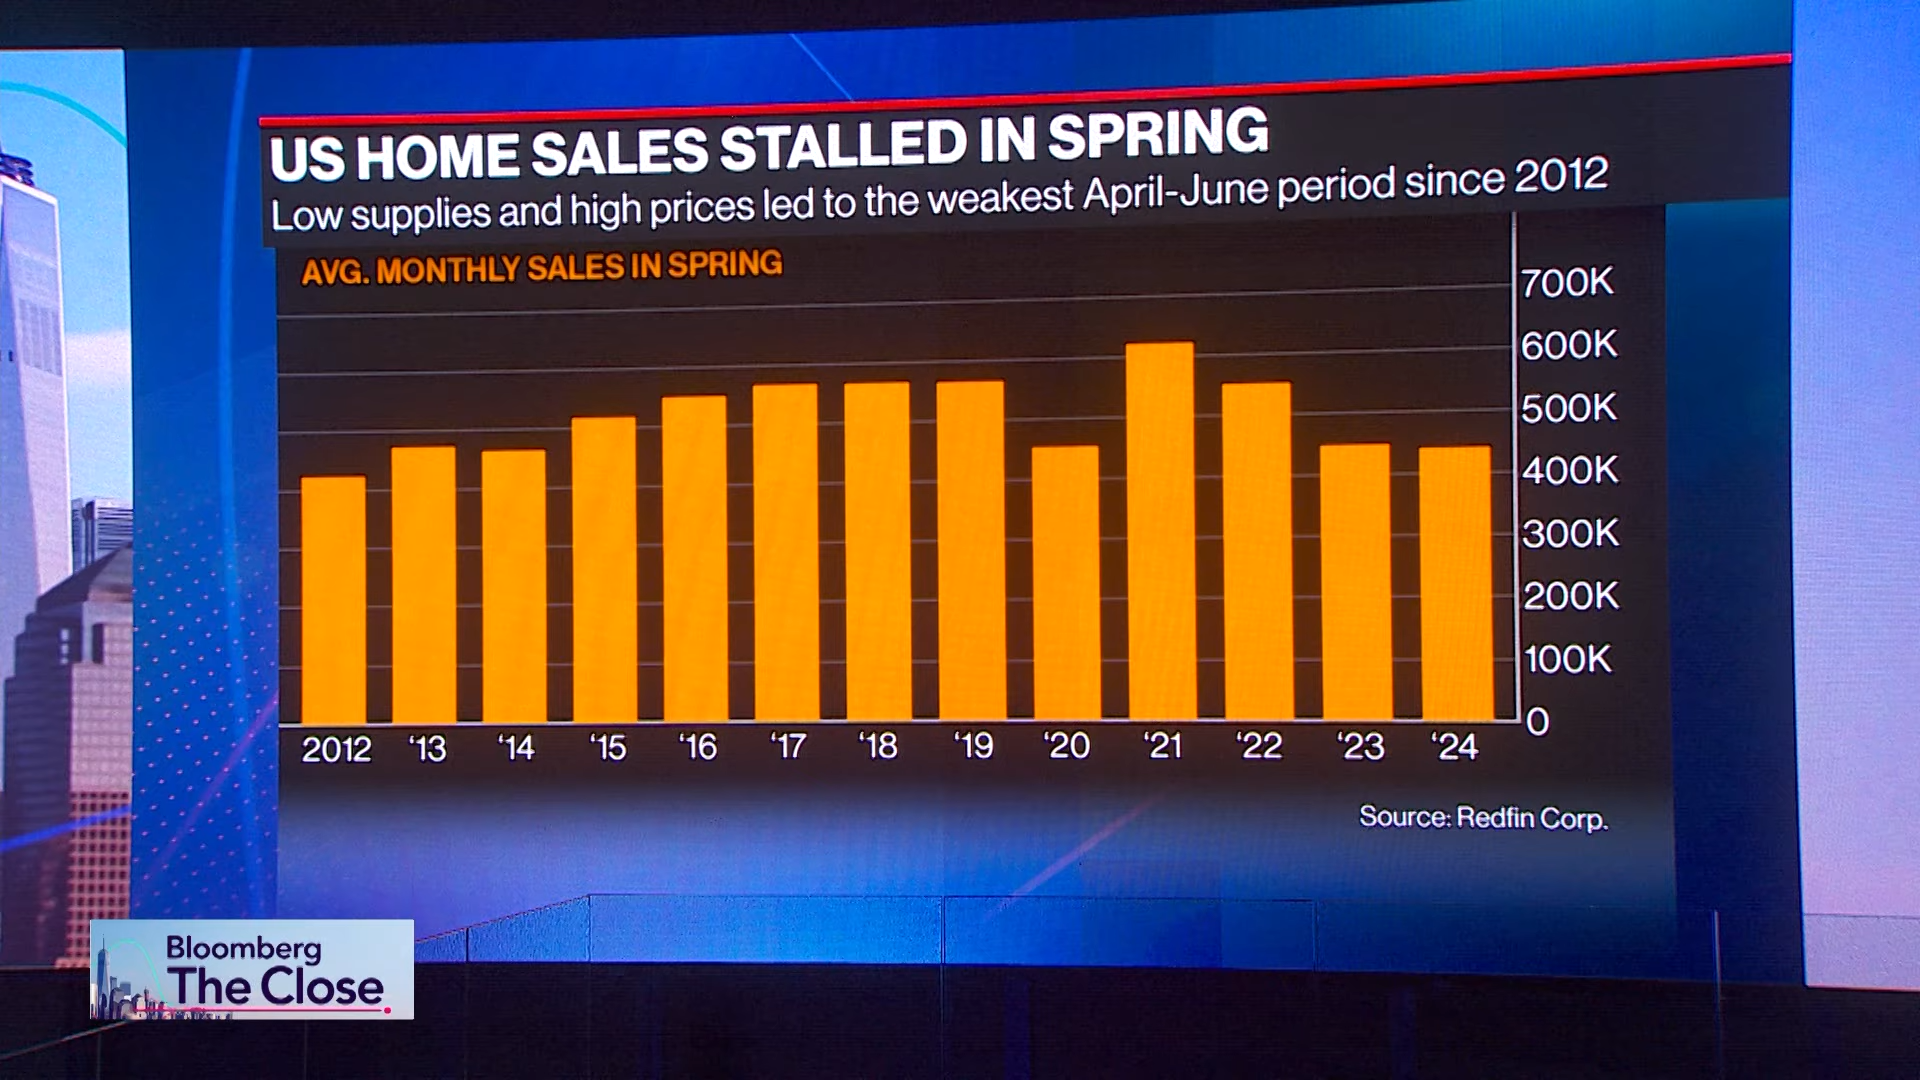 US HOME SALES STALLED IN SPRING
Low supplies and high prices led to the weakest April-June period since 2012
AVG. MONTHLY SALES IN SPRING
700K
600K
500K
400K
300K
200K
100K
0
2012 ‘13 ‘14 ‘15 ‘16 ‘17 ‘18 ‘19 ‘20 ‘21 ‘22 ‘23 ‘24
Source: Redfin Corp.
Bloomberg
The Close